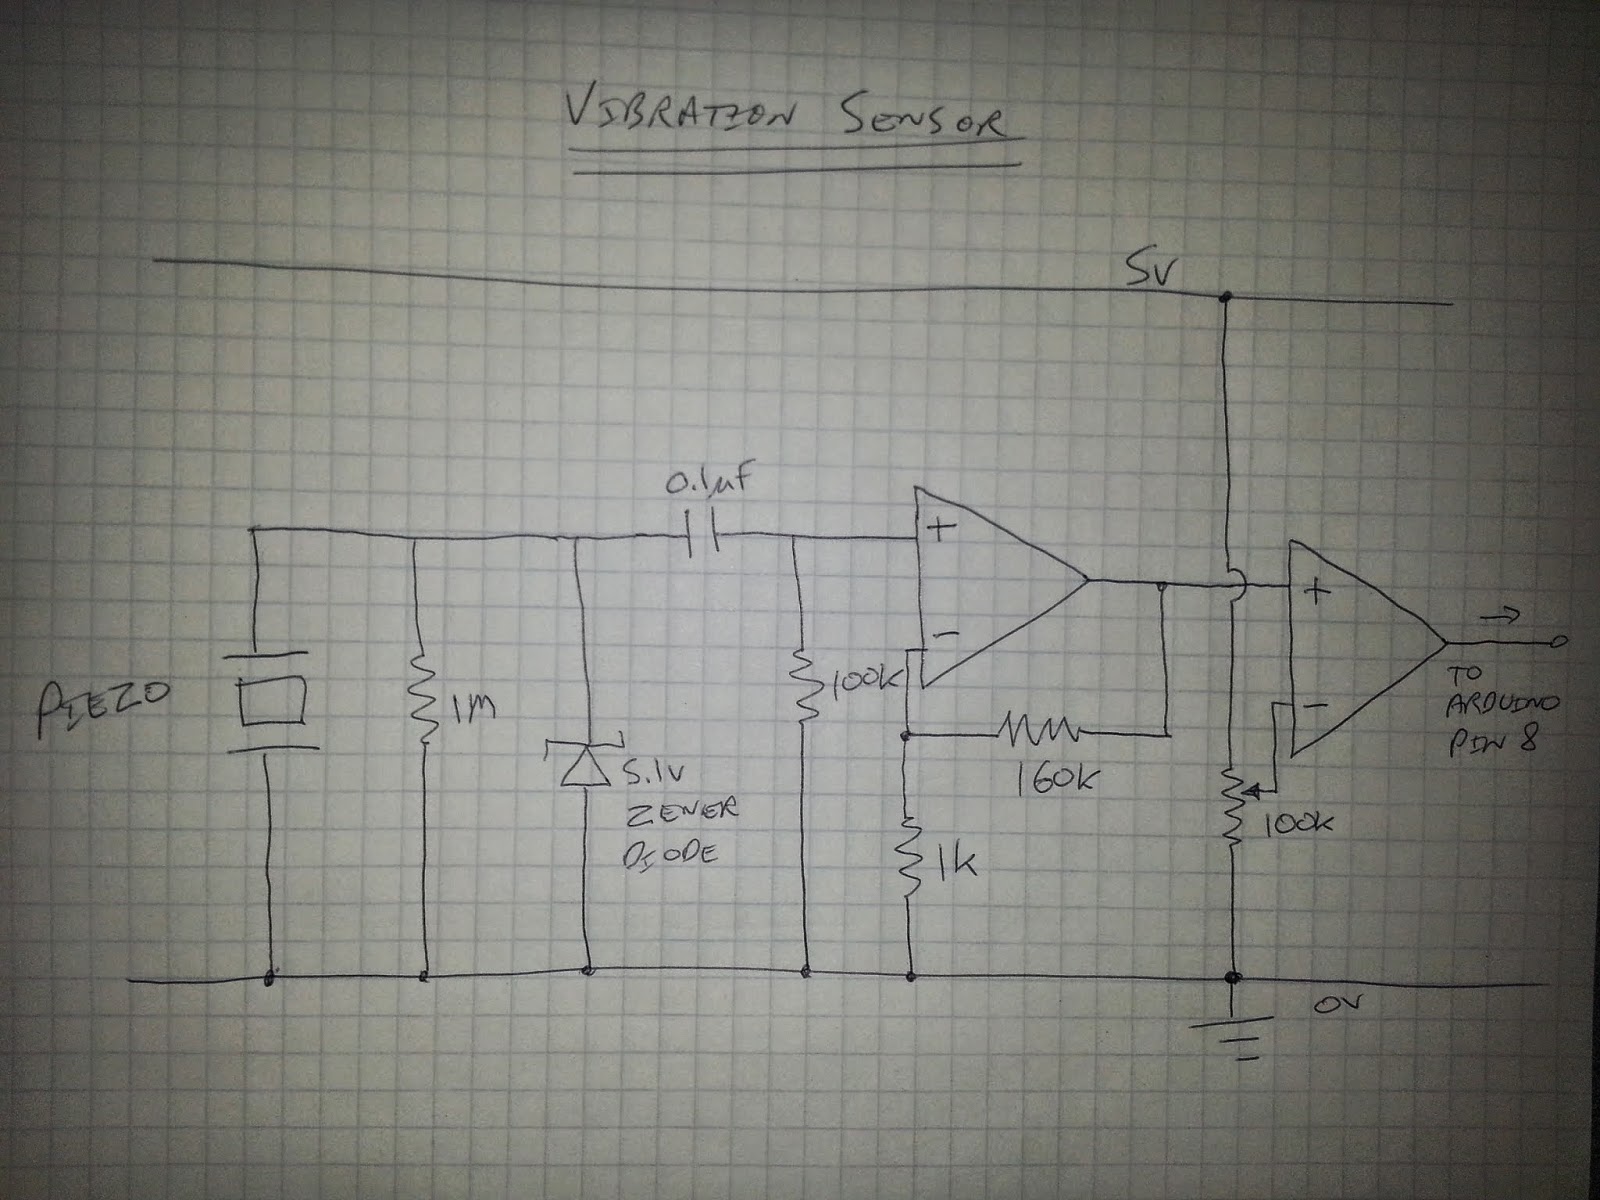 VIBRATION SENSOR
5V
0.1µF
+
+
-
100K
PIEZO
1M
-
TO
ARDUINO
PIN 8
5.1V
ZENER
DIODE
160K
100K
1K
0V